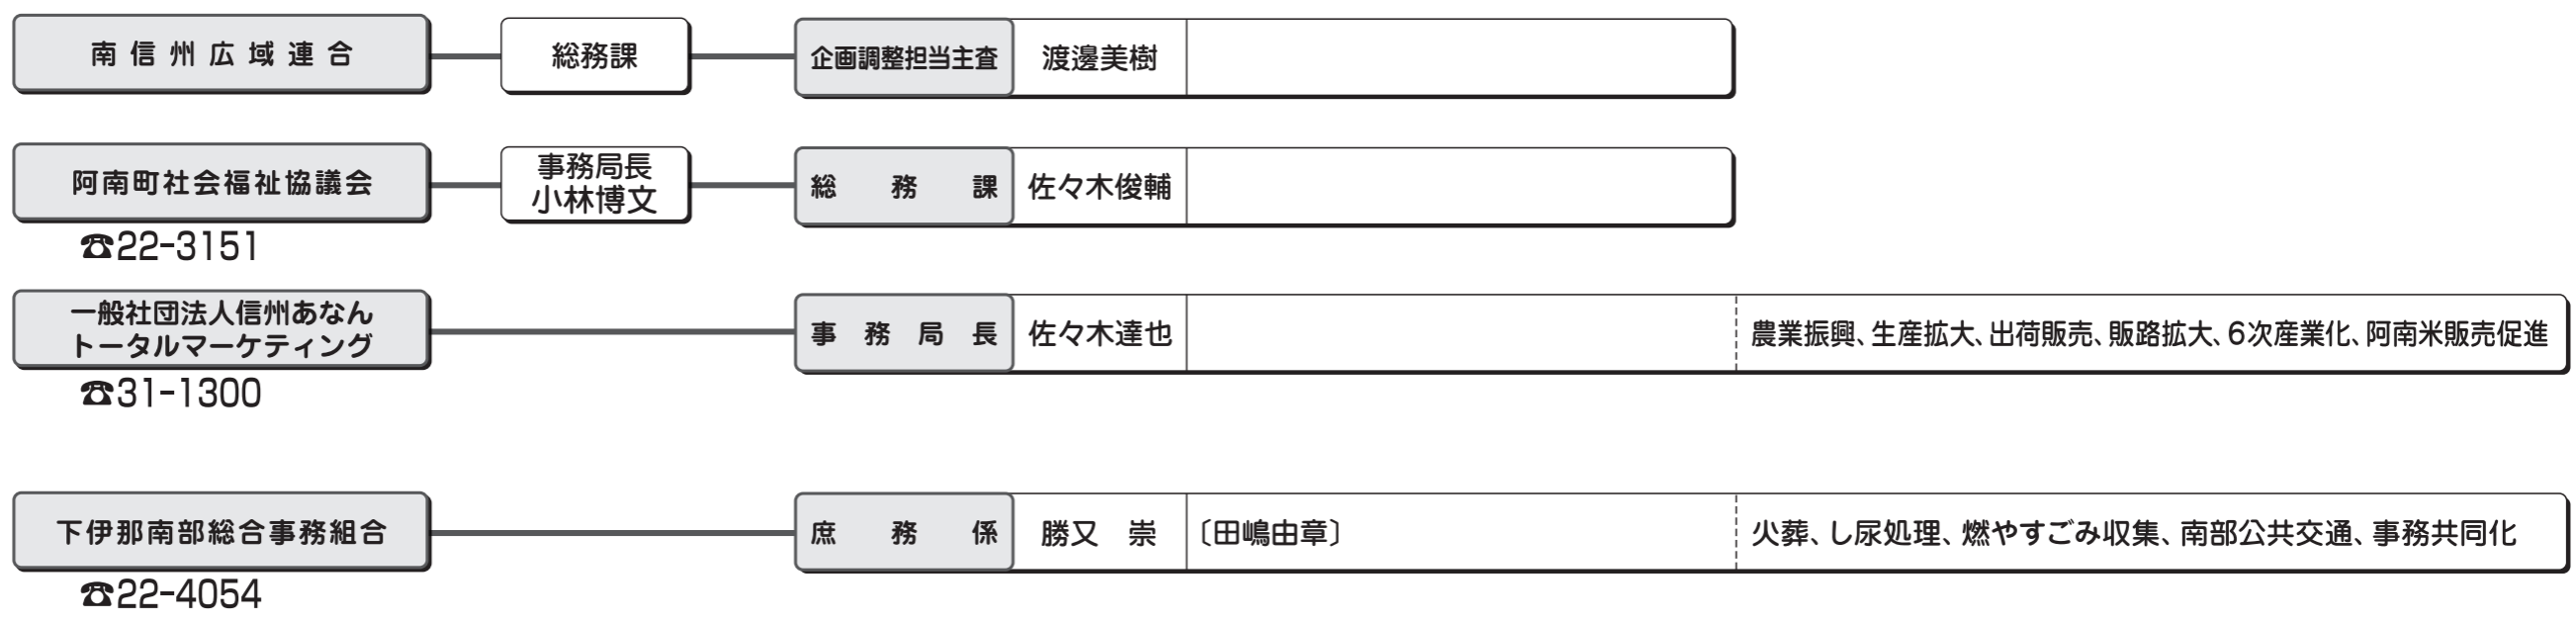 南信州広域連合 総務課 企画調整担当主査 渡邊美樹
阿南町社会福祉協議会 事務局長 小林博文 総務課 佐々木俊輔
☎22-3151
一般社団法人信州あなん
トータルマーケティング
事務局長 佐々木達也 農業振興、生産拡大、出荷販売、販路拡大、6次産業化、阿南米販売促進
☎31-1300
下伊那南部総合事務組合 庶務係 勝又 崇 〔田嶋由章〕 火葬、し尿処理、燃やすごみ収集、南部公共交通、事務共同化
☎22-4054